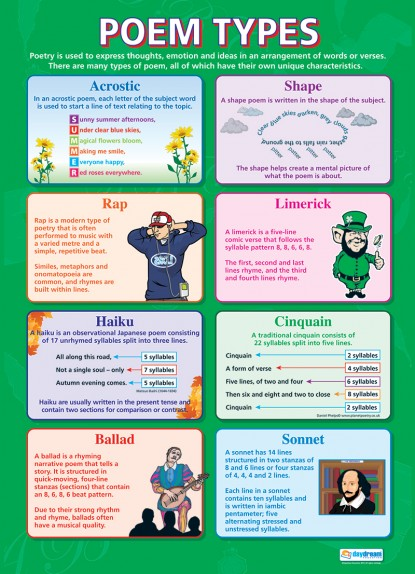 POEM TYPES
Poetry is used to express thoughts, emotion and ideas in an arrangement of words or verses.
There are many types of poem, all of which have their own unique characteristics.
Acrostic
In an acrostic poem, each letter of the subject word
is used to start a line of text relating to the topic.
Sunny summer afternoons,
Under clear blue skies,
Magical flowers bloom,
Making me smile,
Everyone happy,
Red roses everywhere.
Shape
A shape poem is written in the shape of the subject.
Clear blue skies darken, grey clouds
rain falls to the ground
pitter
patter
pitter
patter
The shape helps create a mental picture of
what the poem is about.
Rap
Rap is a modern type of
poetry that is often
performed to music with
a varied metre and a
simple, repetitive beat.
Similes, metaphors and
onomatopoeia are
common, and rhymes are
built within lines.
Limerick
A limerick is a five-line
comic verse that follows the
syllable pattern 8, 8, 6, 6, 8.
The first, second and last
lines rhyme, and the third
and fourth lines rhyme.
Haiku
A haiku is an observational Japanese poem consisting
of 17 unrhymed syllables split into three lines.
All along this road, 5 syllables
Not a single soul – only 7 syllables
Autumn evening comes. 5 syllables
Haiku are usually written in the present tense and
contain two sections for comparison or contrast.
Cinquain
A traditional cinquain consists of
22 syllables split into five lines.
Cinquain 2 syllables
A form of verse 4 syllables
Five lines, of two and four 6 syllables
Then six and eight and two to close 8 syllables
Cinquain 2 syllables
Ballad
A ballad is a rhyming
narrative poem that tells a
story. It is structured in
quick-moving, four-line
stanzas (sections) that contain
an 8, 6, 8, 6 beat pattern.
Due to their strong rhythm
and rhyme, ballads often
have a musical quality.
Sonnet
A sonnet has 14 lines
structured in two stanzas of
8 and 6 lines or four stanzas
of 4, 4, 4 and 2 lines.
Each line in a sonnet
contains ten syllables and
is written in iambic
pentameter; five
alternating stressed and
unstressed syllables.
daydream